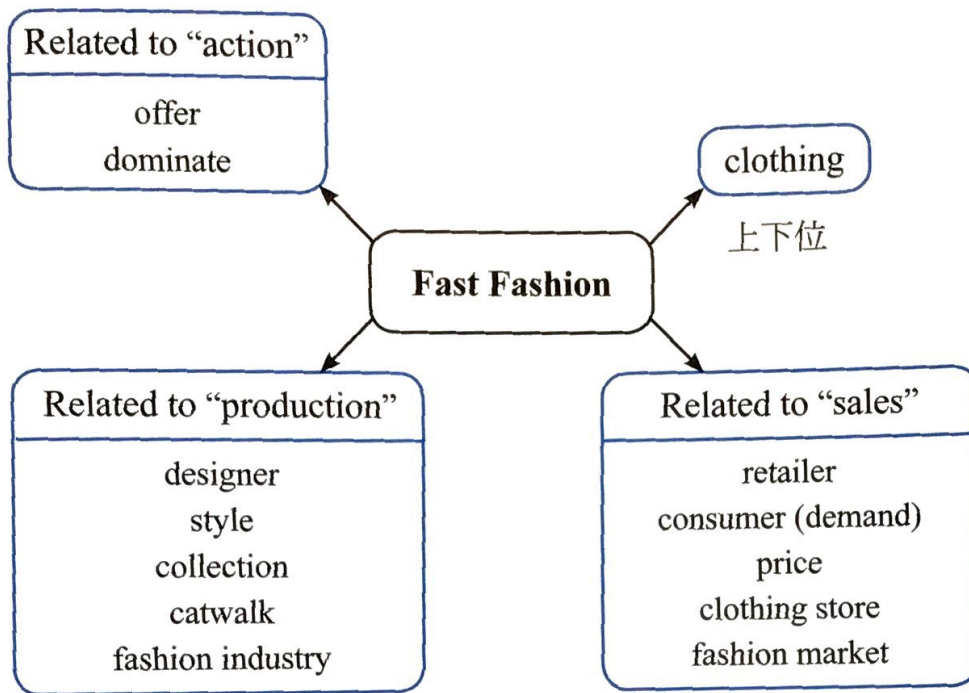 Related to “action”
offer
dominate
clothing
上下位
Fast Fashion
Related to “production”
designer
style
collection
catwalk
fashion industry
Related to “sales”
retailer
consumer (demand)
price
clothing store
fashion market